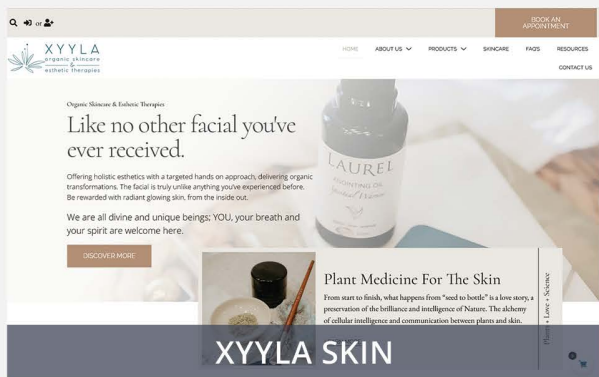 or
BOOK AN
APPOINTMENT
XYYLA
organic skincare
&
esthetic therapies
HOME ABOUT US PRODUCTS SKINCARE FAQS RESOURCES
CONTACT US
Organic Skincare & Esthetic Therapies
Like no other facial you've
ever received.
Offering holistic esthetics with a targeted hands on approach, delivering organic
transformations. The facial is truly unlike anything you've experienced before.
Be rewarded with radiant glowing skin, from the inside out.
We are all divine and unique beings; YOU, your breath and
your spirit are welcome here.
DISCOVER MORE
LAUREL
ANOINTING OIL
Spiritual Woman
Plant Medicine For The Skin
From start to finish, what happens from “seed to bottle” is a love story, a
preservation of the brilliance and intelligence of Nature. The alchemy
of cellular intelligence and communication between plants and skin.
Plants + Love + Science
0
XYYLA SKIN